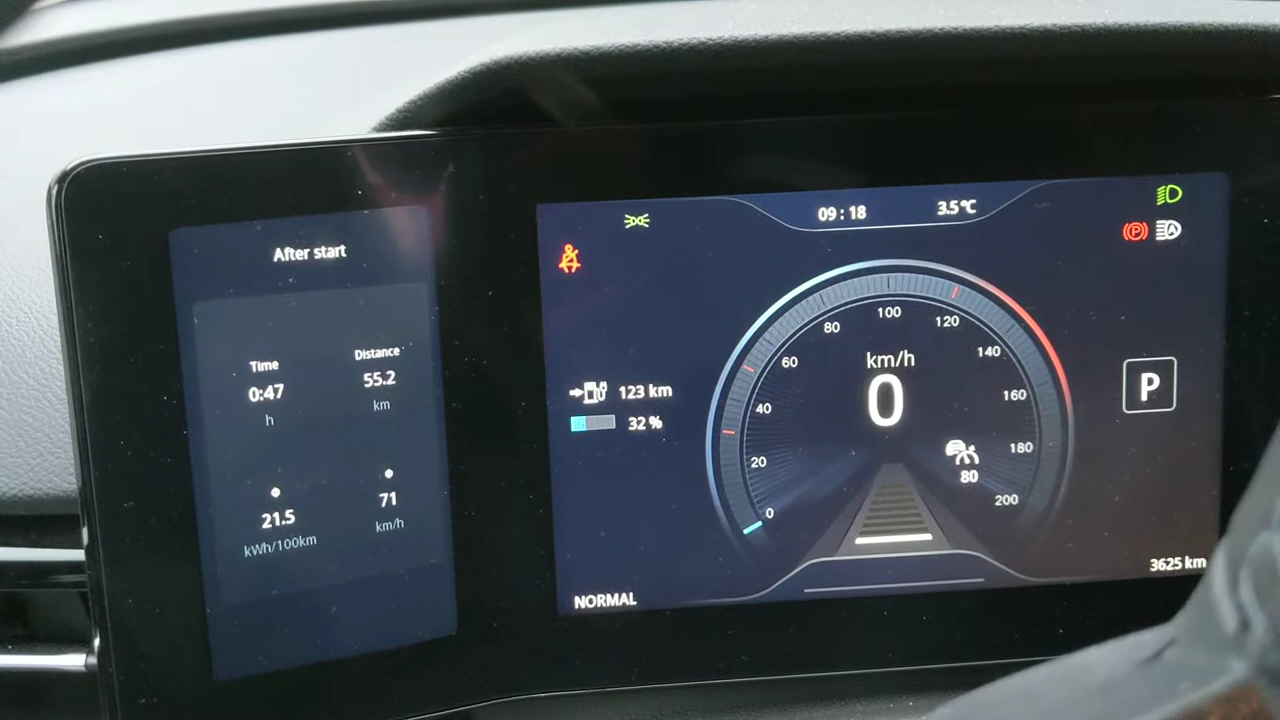 After start
Time
0:47
h
Distance
55.2
km
21.5
kWh/100km
71
km/h
09:18
3.5°C
123 km
32 %
km/h
0
0
20
40
60
80
100
120
140
160
180
200
80
P
A
P
NORMAL
3625 km